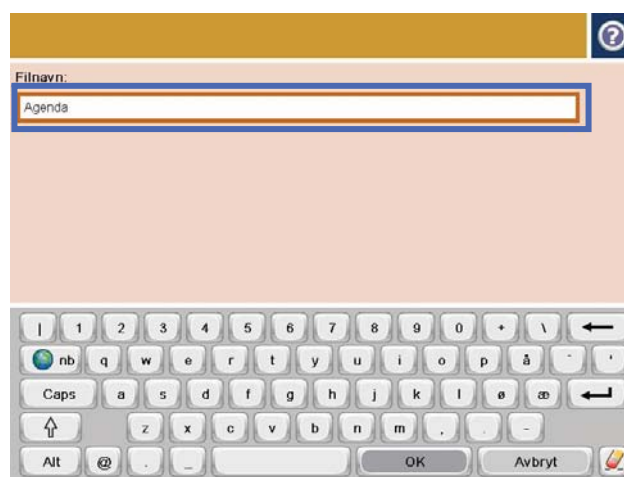 ?
Filnavn:
Agenda
| 1 2 3 4 5 6 7 8 9 0 + \
nb q w e r t y u i o p å ¨ '
Caps a s d f g h j k l ø æ
z x c v b n m , . -
Alt @ . _ OK Avbryt